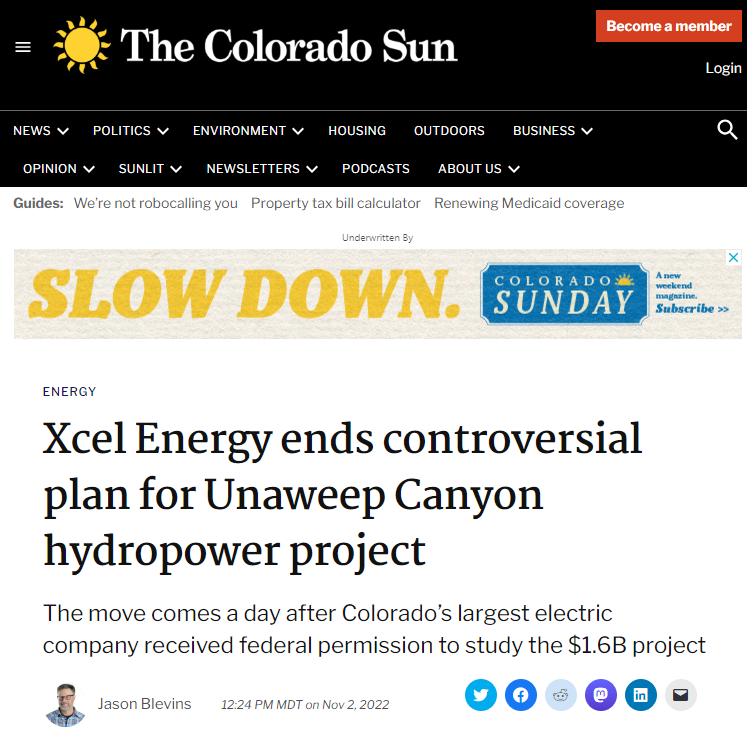 The Colorado Sun
Become a member
Login
NEWS POLITICS ENVIRONMENT HOUSING OUTDOORS BUSINESS
OPINION SUNLIT NEWSLETTERS PODCASTS ABOUT US
Guides: We're not robocalling you Property tax bill calculator Renewing Medicaid coverage
Underwritten By
SLOW DOWN.
COLORADO
SUNDAY
A new
weekend
magazine.
Subscribe >>
ENERGY
Xcel Energy ends controversial
plan for Unaweep Canyon
hydropower project
The move comes a day after Colorado's largest electric
company received federal permission to study the $1.6B project
Jason Blevins 12:24 PM MDT on Nov 2, 2022